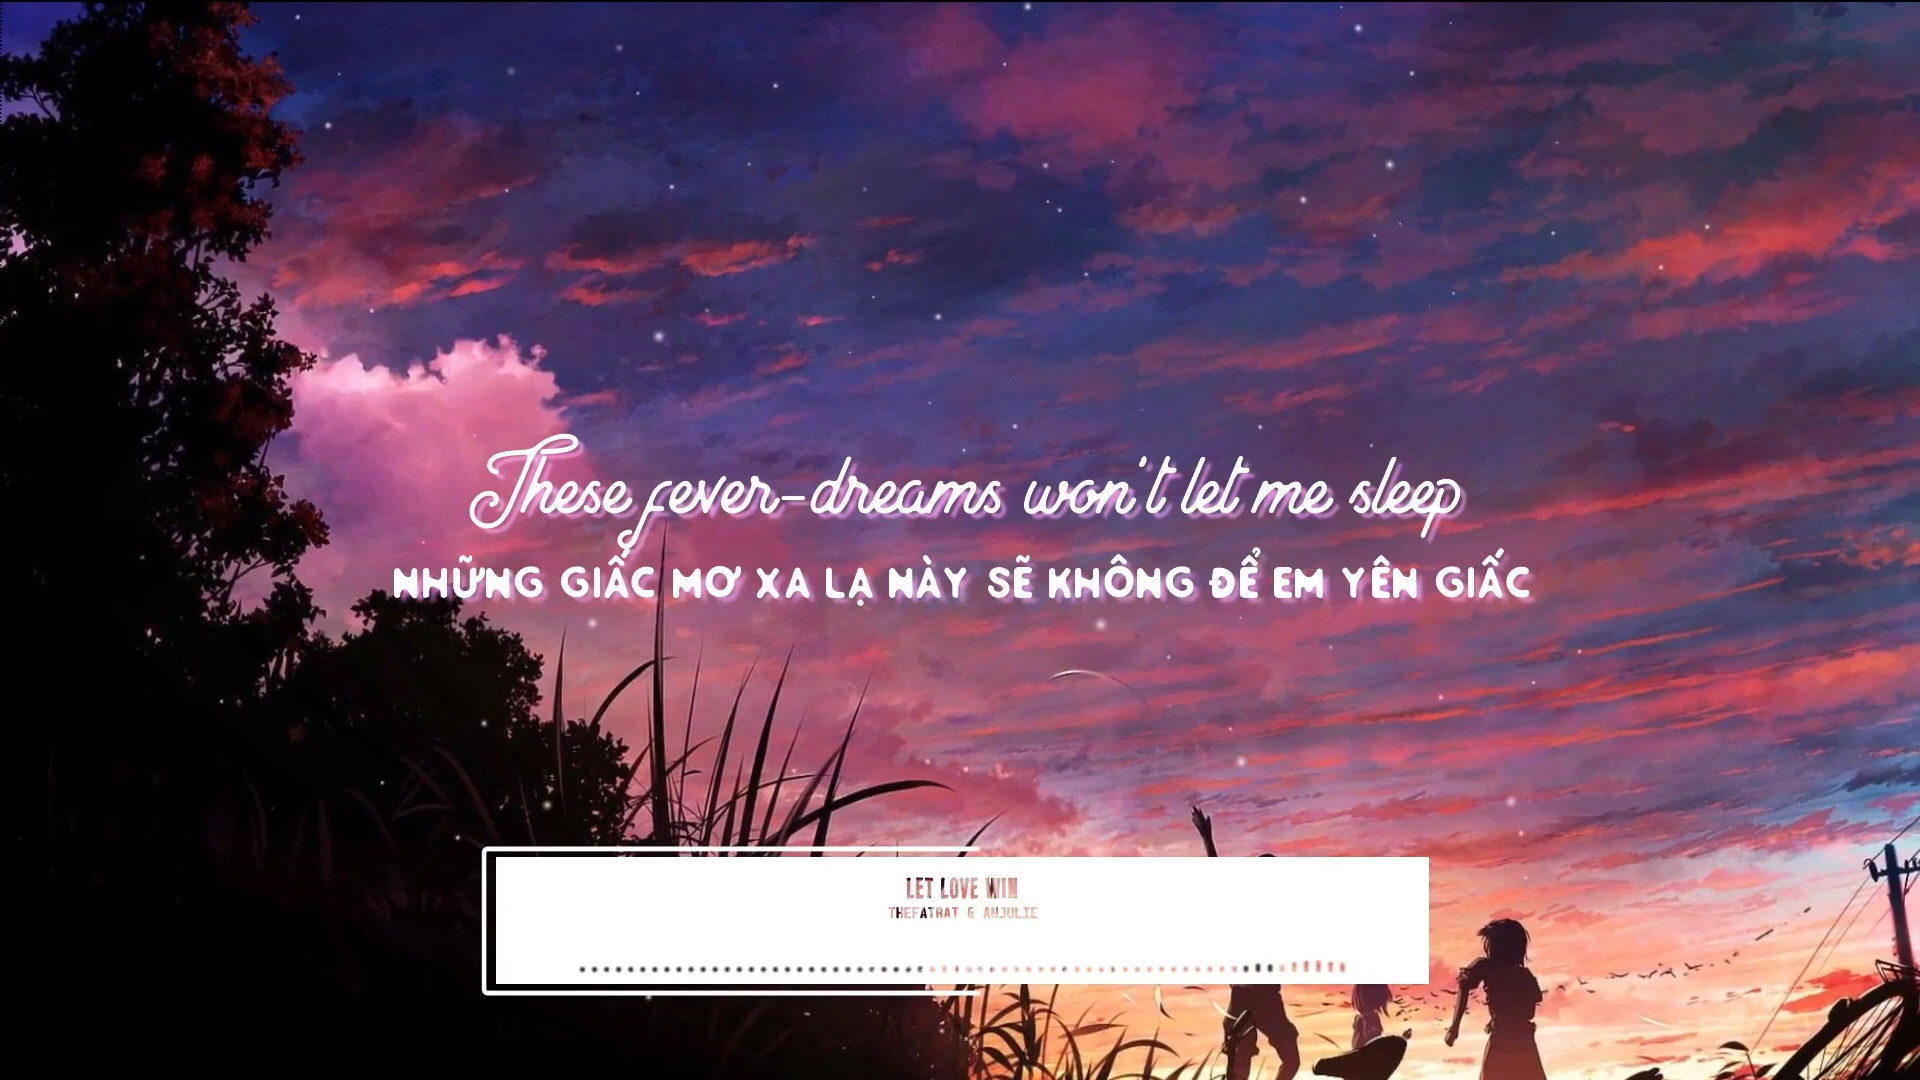 These fever-dreams won't let me sleep
NHỮNG GIẤC MƠ XA LẠ NÀY SẼ KHÔNG ĐỂ EM YÊN GIẤC
LET LOVE WIN
THEFATRAT & ANJULIE